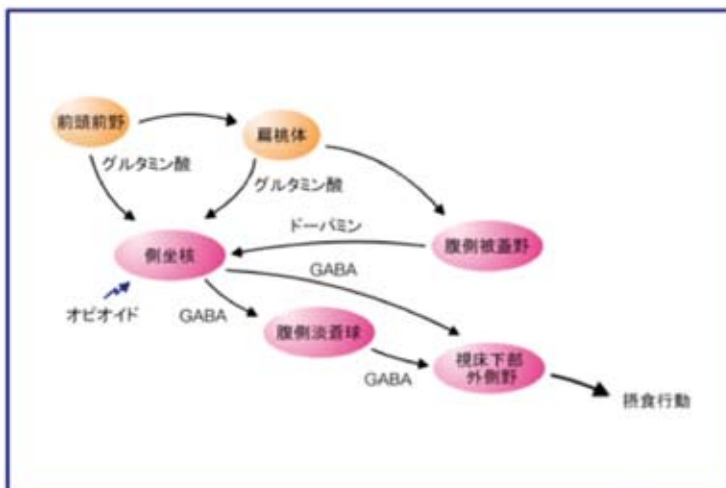 前頭前野
扁桃体
グルタミン酸
グルタミン酸
ドーパミン
腹側被蓋野
側坐核
GABA
オピオイド
GABA
腹側淡蒼球
視床下部
外側野
GABA
摂食行動